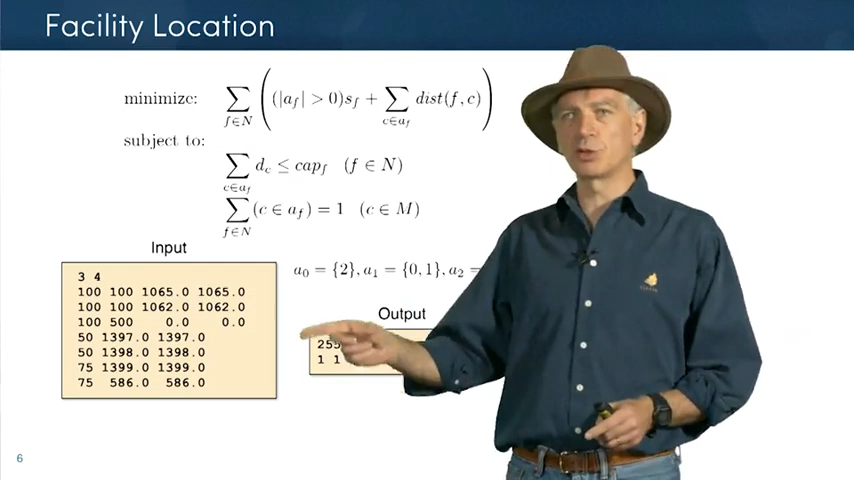 Facility Location
minimize: ∑_{f∈N} ((|a_f| > 0)s_f + ∑_{c∈a_f} dist(f, c))
subject to:
∑_{c∈a_f} d_c ≤ cap_f (f ∈ N)
∑_{f∈N} (c ∈ a_f) = 1 (c ∈ M)
Input
3 4
100 100 1065.0 1065.0
100 100 1062.0 1062.0
100 500 0.0 0.0
50 1397.0 1397.0
50 1398.0 1398.0
75 1399.0 1399.0
75 586.0 586.0
a_0 = {2}, a_1 = {0, 1}, a_2 =
Output
1 1
6